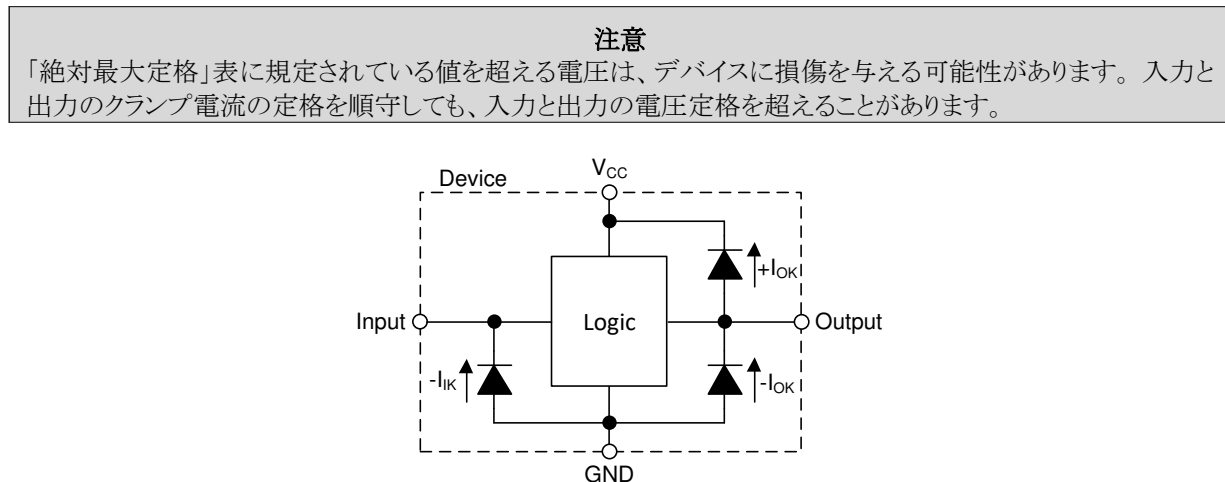 注意
「絶対最大定格」表に規定されている値を超える電圧は、デバイスに損傷を与える可能性があります。 入力と
出力のクランプ電流の定格を順守しても、入力と出力の電圧定格を超えることがあります。
Device
VCC
+IOK
Input
Logic
Output
-IIK
-IOK
GND